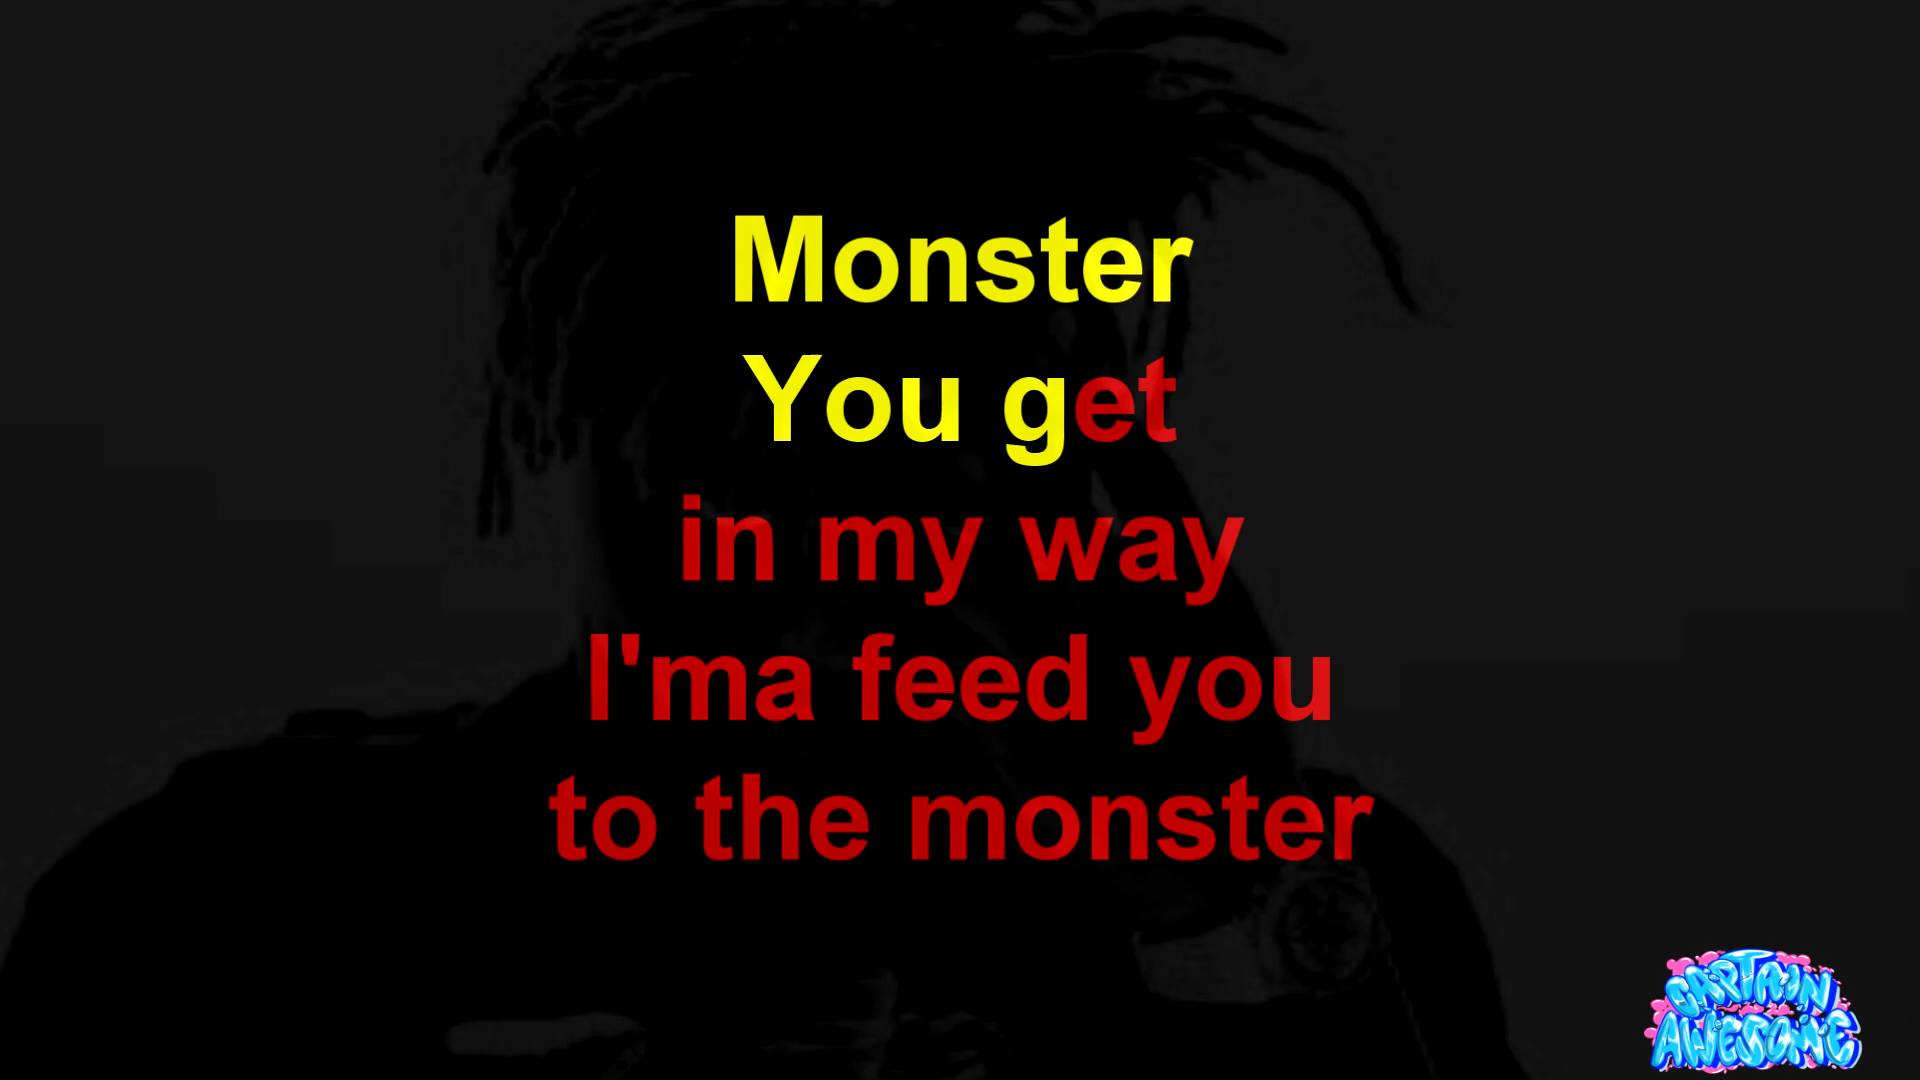 Monster
You get
in my way
I'ma feed you
to the monster
CAPTAIN
AWESOME